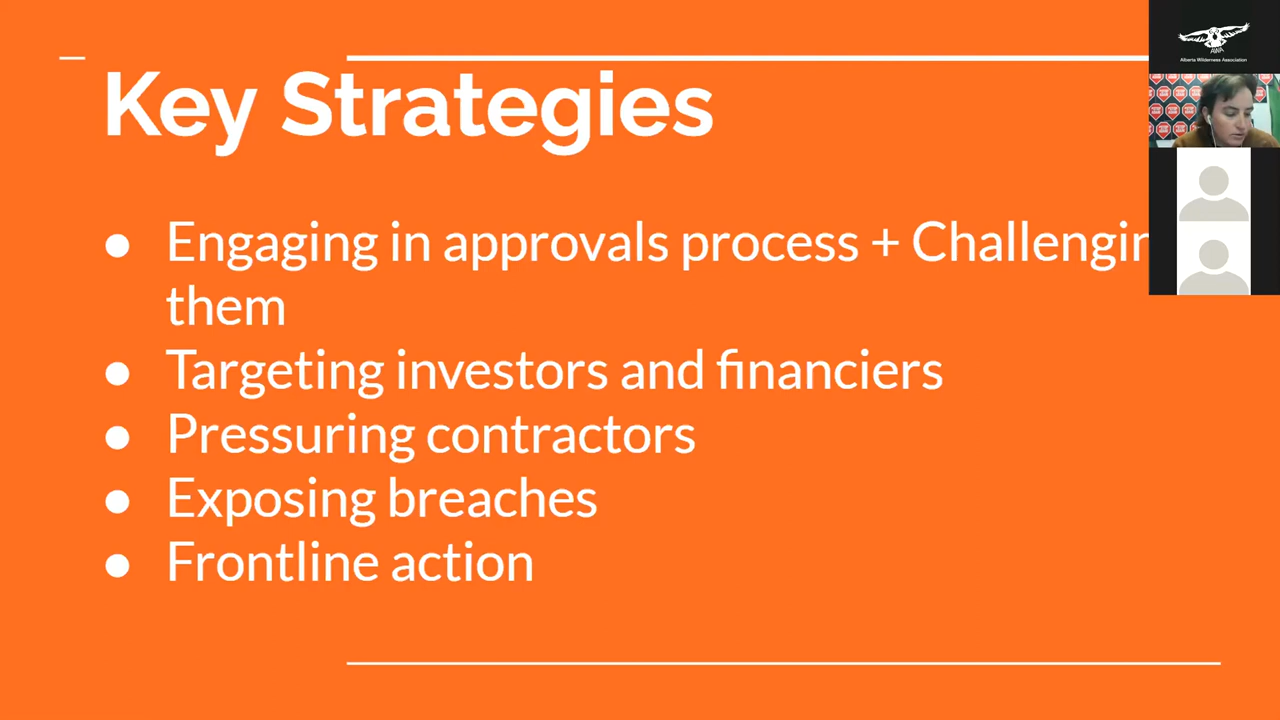 Key Strategies
● Engaging in approvals process + Challengin
them
● Targeting investors and financiers
● Pressuring contractors
● Exposing breaches
● Frontline action
AWA
Alberta Wilderness Association